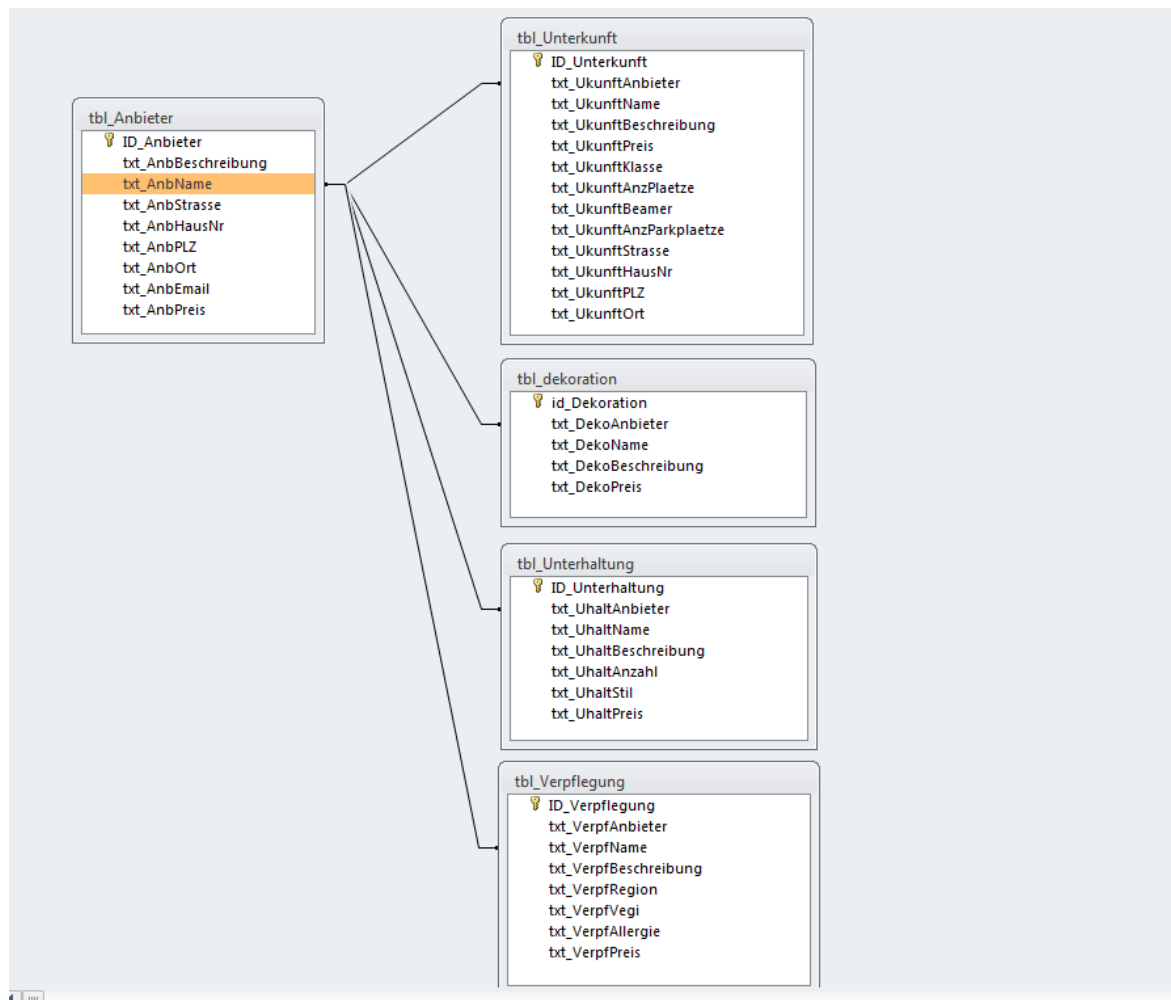 tbl_Anbieter
ID_Anbieter
txt_AnbBeschreibung
txt_AnbName
txt_AnbStrasse
txt_AnbHausNr
txt_AnbPLZ
txt_AnbOrt
txt_AnbEmail
txt_AnbPreis
tbl_Unterkunft
ID_Unterkunft
txt_UkunftAnbieter
txt_UkunftName
txt_UkunftBeschreibung
txt_UkunftPreis
txt_UkunftKlasse
txt_UkunftAnzPlaetze
txt_UkunftBeamer
txt_UkunftAnzParkplaetze
txt_UkunftStrasse
txt_UkunftHausNr
txt_UkunftPLZ
txt_UkunftOrt
tbl_dekoration
id_Dekoration
txt_DekoAnbieter
txt_DekoName
txt_DekoBeschreibung
txt_DekoPreis
tbl_Unterhaltung
ID_Unterhaltung
txt_UhaltAnbieter
txt_UhaltName
txt_UhaltBeschreibung
txt_UhaltAnzahl
txt_UhaltStil
txt_UhaltPreis
tbl_Verpflegung
ID_Verpflegung
txt_VerpfAnbieter
txt_VerpfName
txt_VerpfBeschreibung
txt_VerpfRegion
txt_VerpfVegi
txt_VerpfAllergie
txt_VerpfPreis